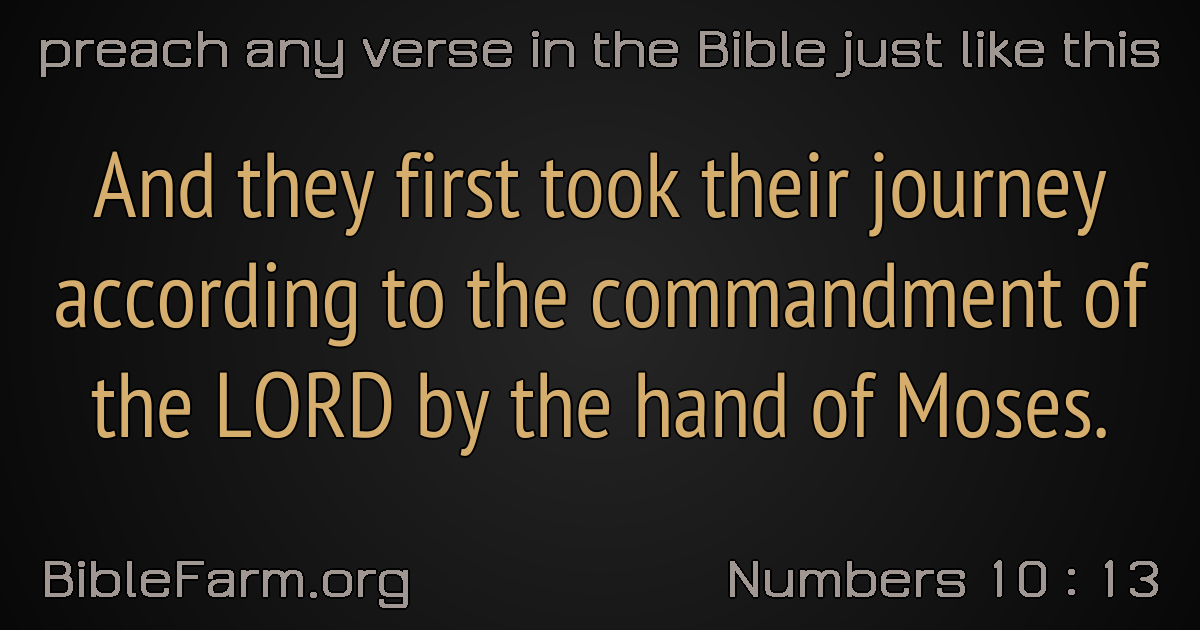 preach any verse in the Bible just like this
And they first took their journey
according to the commandment of
the LORD by the hand of Moses.
BibleFarm.org
Numbers 10 : 13